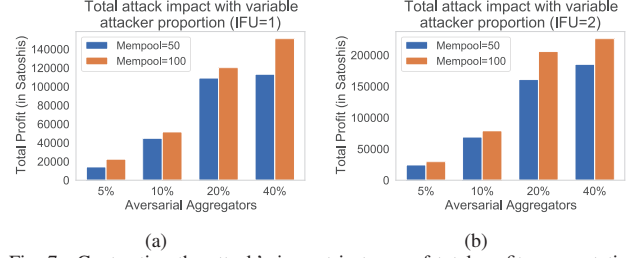 Total attack impact with variable
attacker proportion (IFU=1)
Total Profit (in Satoshis)
140000
120000
100000
80000
60000
40000
20000
0
Mempool=50
Mempool=100
5% 10% 20% 40%
Aversarial Aggregators
(a)
Total attack impact with variable
attacker proportion (IFU=2)
Total Profit (in Satoshis)
200000
150000
100000
50000
0
Mempool=50
Mempool=100
5% 10% 20% 40%
Aversarial Aggregators
(b)